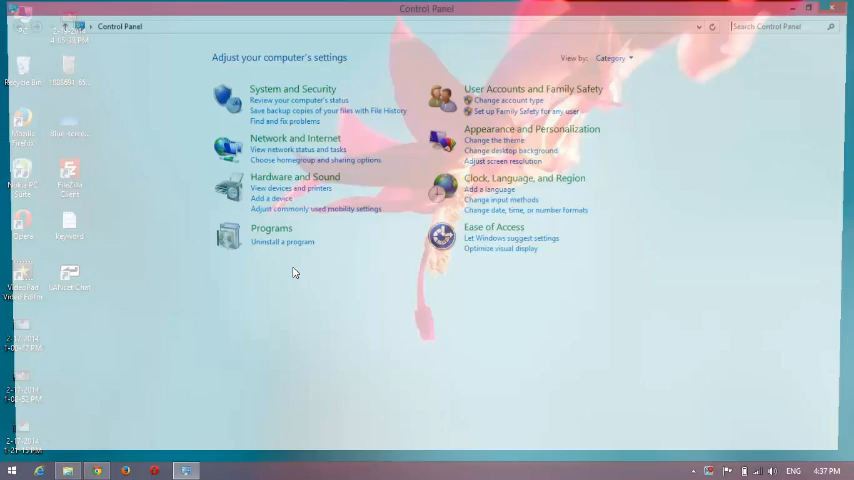 Control Panel
Control Panel
Search Control Panel
Adjust your computer's settings
View by: Category
System and Security
Review your computer's status
Save backup copies of your files with File History
Find and fix problems
Network and Internet
View network status and tasks
Choose homegroup and sharing options
Hardware and Sound
View devices and printers
Add a device
Adjust commonly used mobility settings
Programs
Uninstall a program
User Accounts and Family Safety
Change account type
Set up Family Safety for any user
Appearance and Personalization
Change the theme
Change desktop background
Adjust screen resolution
Clock, Language, and Region
Add a language
Change input methods
Change date, time, or number formats
Ease of Access
Let Windows suggest settings
Optimize visual display
Recycle Bin
Mozilla
Firefox
Nokia PC
Suite
FileZilla
Client
Opera
keyword
VideoPad
Video Editor
LANcet Chat
2-17-2014
2-17-2014
2-17-2014
ENG
4:37 PM